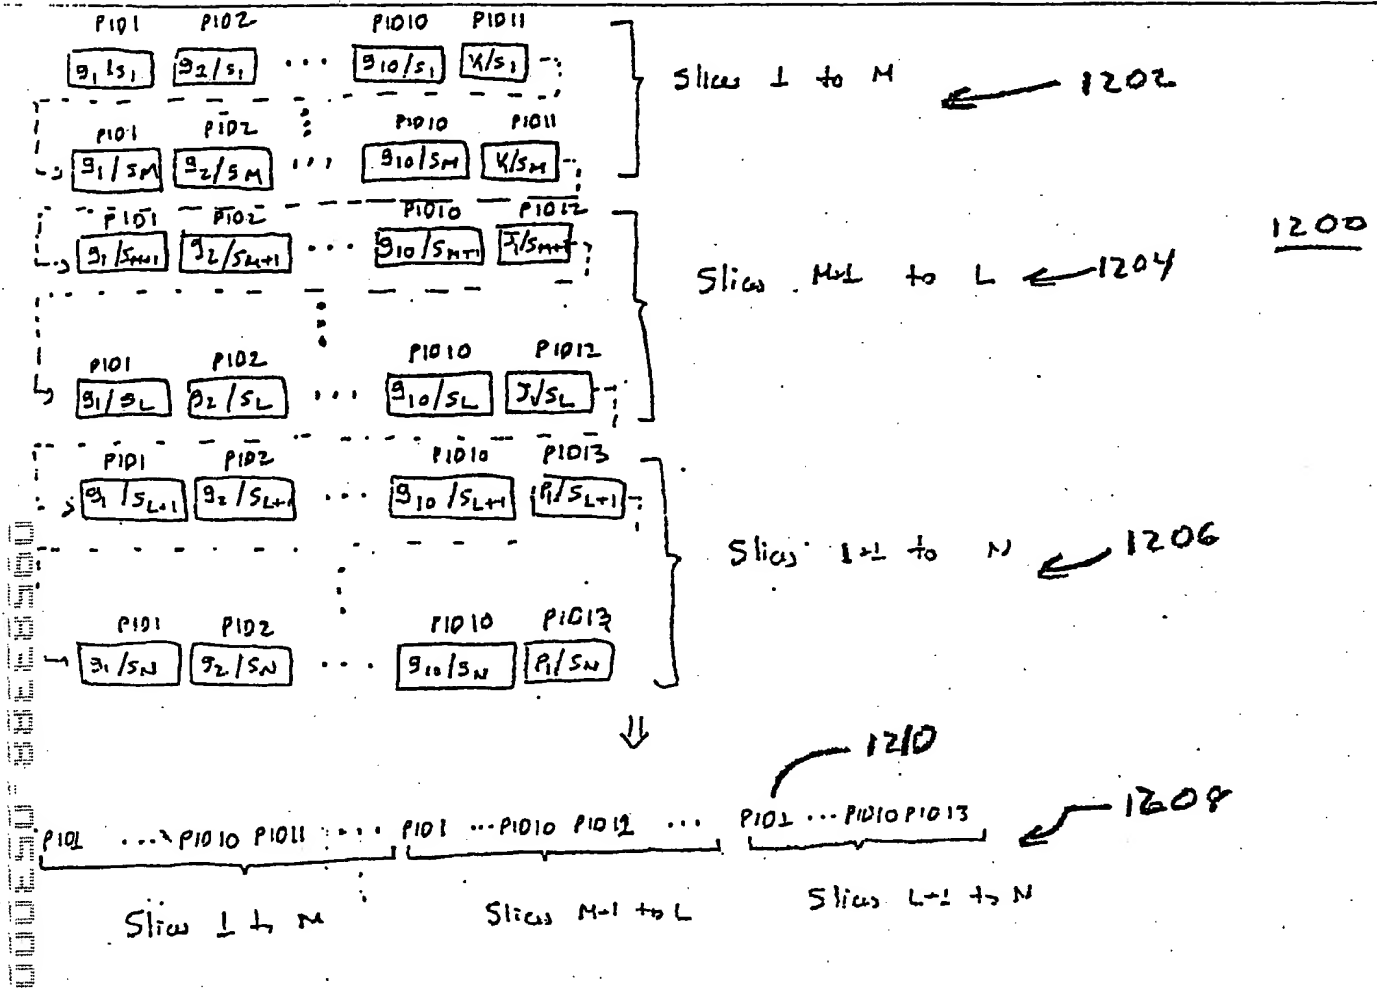 PID1 PID2 PID10 PID11
g1/s1 g2/s1 ... g10/s1 /s1
Slices 1 to M
1202
PID1 PID2 PID10 PID11
g1/SM g2/SM ... g10/SM /SM
PID1 PID2 PID10 PID12
g1/SM+1 g2/SM+1 ... g10/SM+1 /SM+1
1200
Slices M+1 to L
1204
PID1 PID2 PID10 PID12
g1/SL g2/SL ... g10/SL /SL
PID1 PID2 PID10 PID13
g1/SL+1 g2/SL+1 ... g10/SL+1 P1/SL+1
Slices to N
1206
PID1 PID2 PID10 PID13
g1/SN g2/SN ... g10/SN P1/SN
⇓
1210
1208
PID1 ... PID10 PID11 ... PID1 ... PID10 PID12 ... PID1 ... PID10 PID13
Slices 1 to M Slices M+1 to L Slices L+1 to N